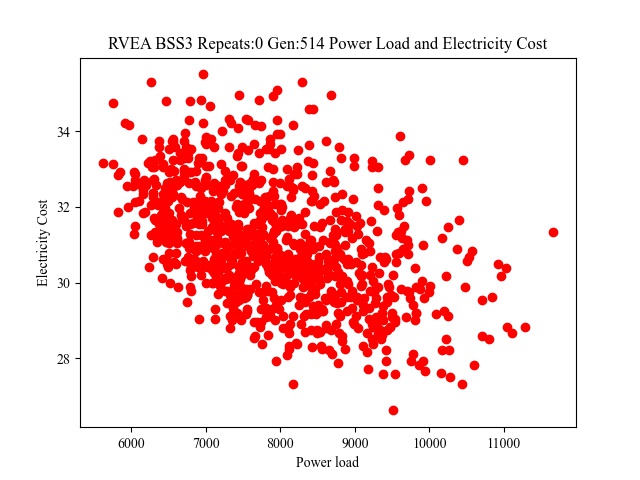 RVEA BSS3 Repeats:0 Gen:514 Power Load and Electricity Cost
34
32
30
28
Electricity Cost
6000 7000 8000 9000 10000 11000
Power load